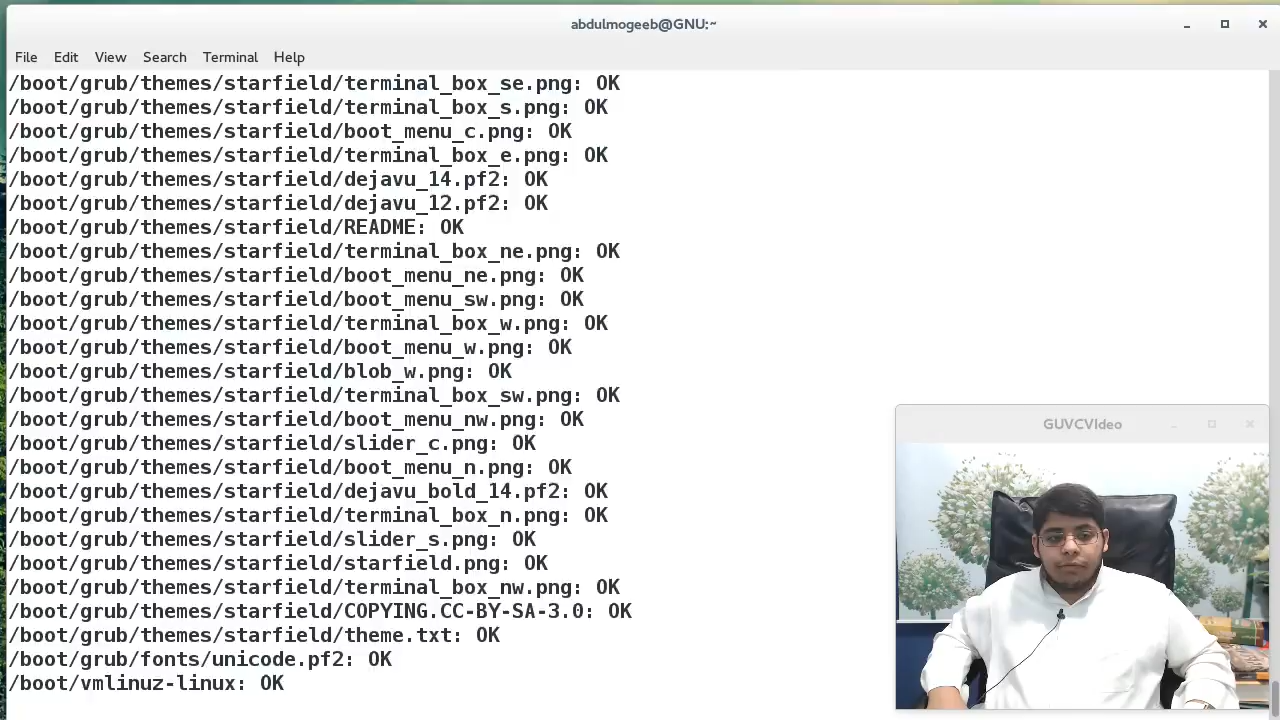 abdulmogeeb@GNU:~
File Edit View Search Terminal Help
/boot/grub/themes/starfield/terminal_box_se.png: OK
/boot/grub/themes/starfield/terminal_box_s.png: OK
/boot/grub/themes/starfield/boot_menu_c.png: OK
/boot/grub/themes/starfield/terminal_box_e.png: OK
/boot/grub/themes/starfield/dejavu_14.pf2: OK
/boot/grub/themes/starfield/dejavu_12.pf2: OK
/boot/grub/themes/starfield/README: OK
/boot/grub/themes/starfield/terminal_box_ne.png: OK
/boot/grub/themes/starfield/boot_menu_ne.png: OK
/boot/grub/themes/starfield/boot_menu_sw.png: OK
/boot/grub/themes/starfield/terminal_box_w.png: OK
/boot/grub/themes/starfield/boot_menu_w.png: OK
/boot/grub/themes/starfield/blob_w.png: OK
/boot/grub/themes/starfield/terminal_box_sw.png: OK
/boot/grub/themes/starfield/boot_menu_nw.png: OK
/boot/grub/themes/starfield/slider_c.png: OK
/boot/grub/themes/starfield/boot_menu_n.png: OK
/boot/grub/themes/starfield/dejavu_bold_14.pf2: OK
/boot/grub/themes/starfield/terminal_box_n.png: OK
/boot/grub/themes/starfield/slider_s.png: OK
/boot/grub/themes/starfield/starfield.png: OK
/boot/grub/themes/starfield/terminal_box_nw.png: OK
/boot/grub/themes/starfield/COPYING.CC-BY-SA-3.0: OK
/boot/grub/themes/starfield/theme.txt: OK
/boot/grub/fonts/unicode.pf2: OK
/boot/vmlinuz-linux: OK
GUVCVIdeo